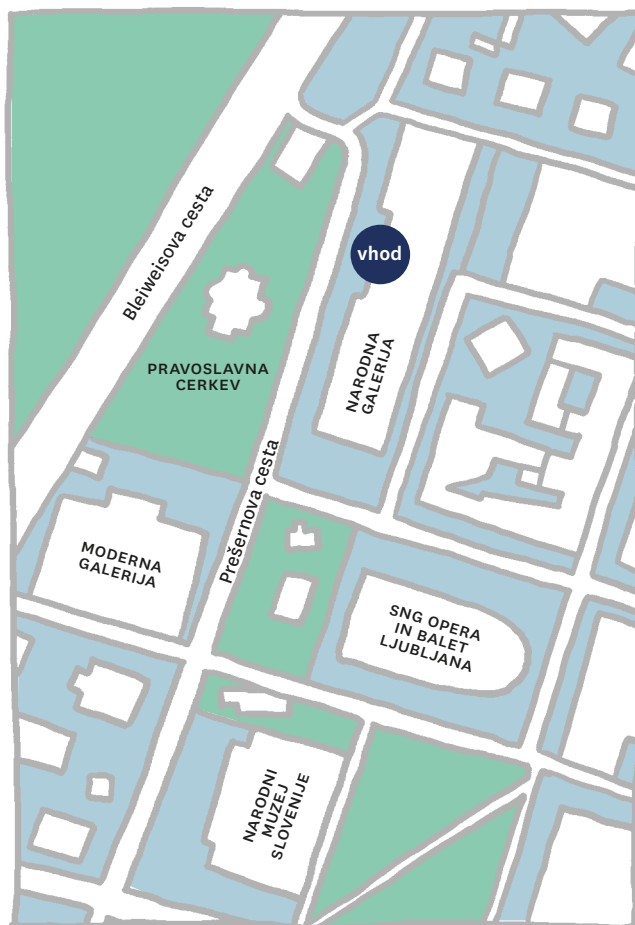 Bleiweisova cesta
vhod
PRAVOSLAVNA
CERKEV
NARODNA
GALERIJA
Prešernova cesta
MODERNA
GALERIJA
SNG OPERA
IN BALET
LJUBLJANA
NARODNI
MUZEJ
SLOVENIJE